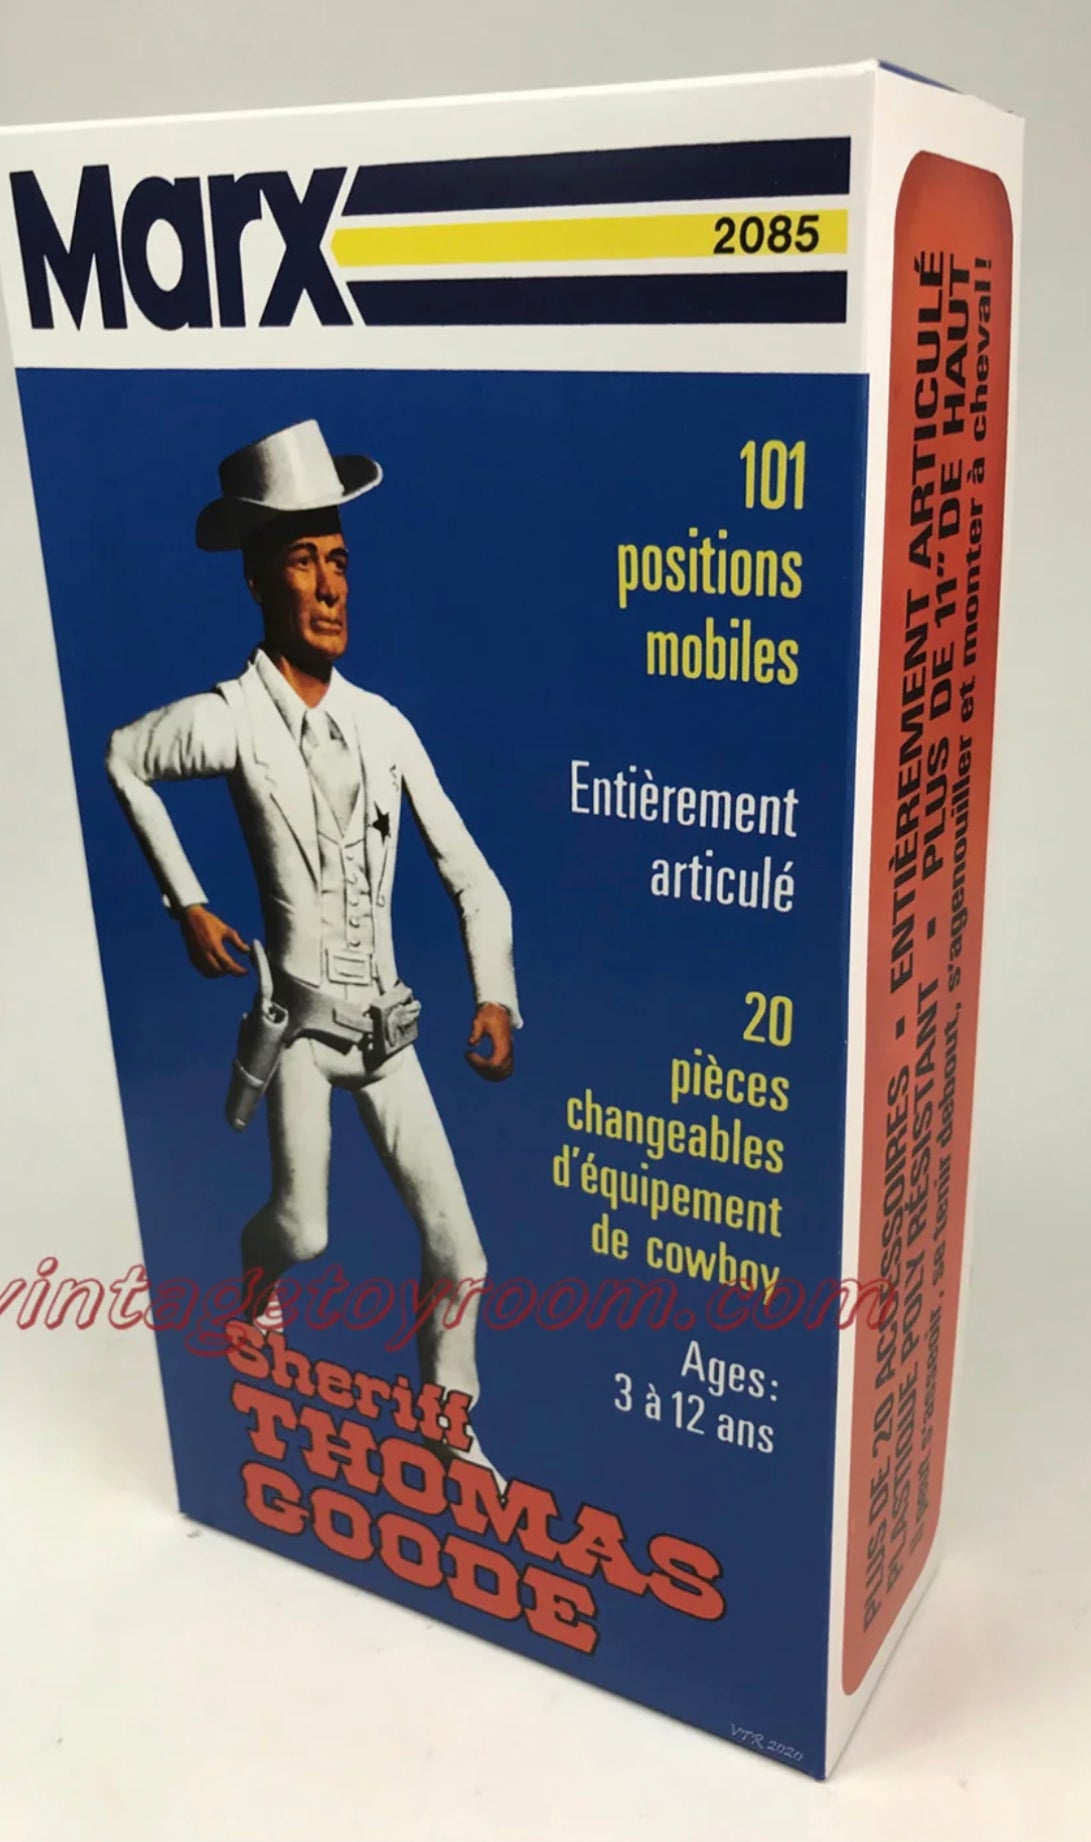 Marx
2085
101
positions
mobiles
Entièrement
articulé
20
pièces
changeables
d'équipement
de cowboy
Ages:
3 à 12 ans
vintagetoyroom.com
Sheriff
THOMAS
GOODE
VTR 2020
PLUS DE 20 ACCESSOIRES - ENTIÈREMENT ARTICULÉ
PLASTIQUE POLY RÉSISTANT - PLUS DE 11" DE HAUT
Il peut s'asseoir, se tenir debout, s'agenouiller et monter à cheval!